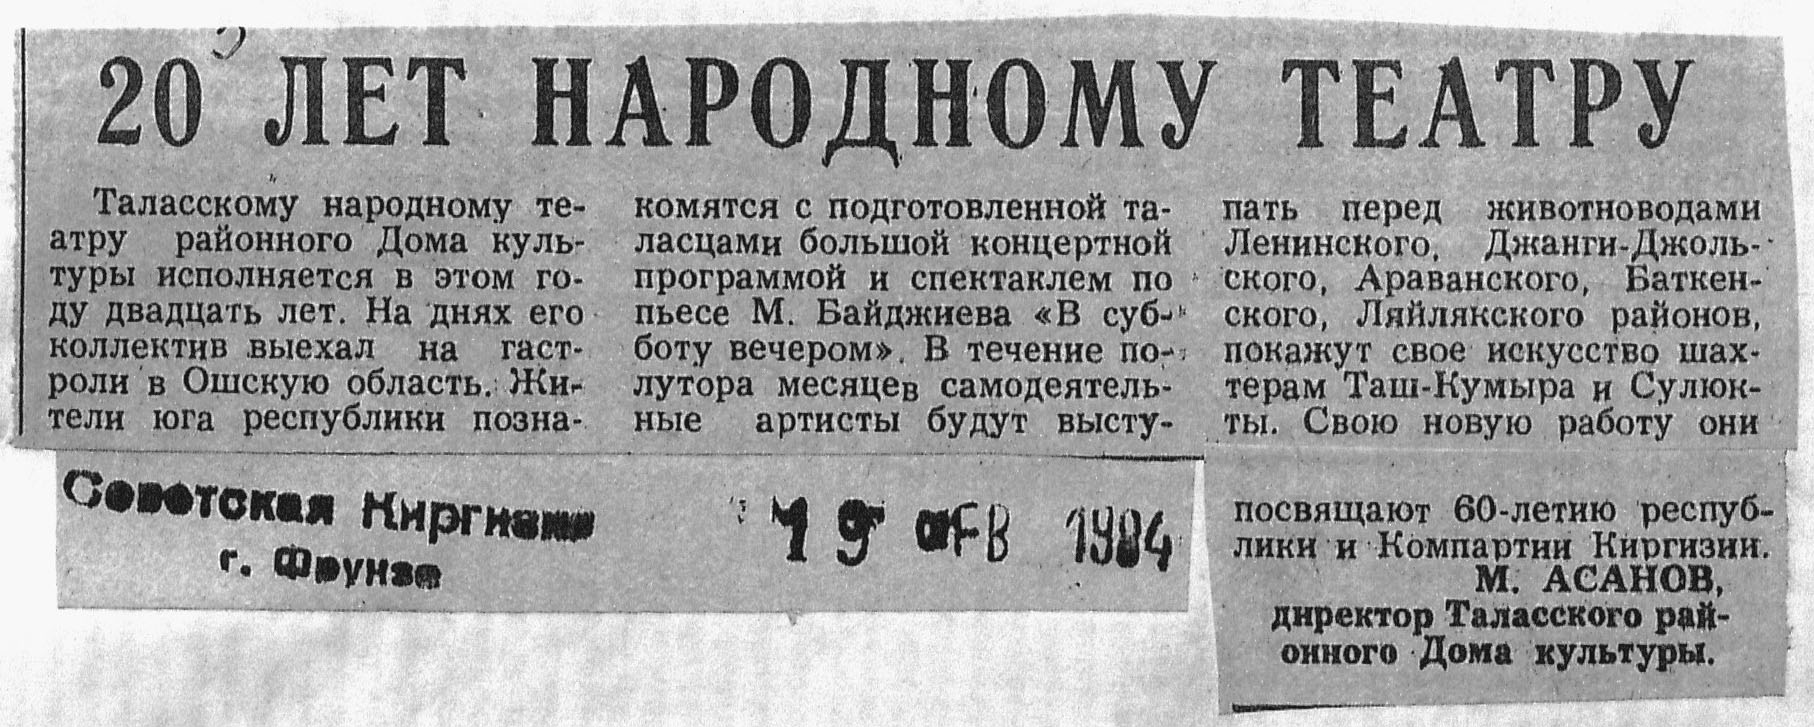 20 ЛЕТ НАРОДНОМУ ТЕАТРУ
Таласскому народному те-
атру районного Дома куль-
туры исполняется в этом го-
ду двадцать лет. На днях его
коллектив выехал на гаст-
роли в Ошскую область. Жи-
тели юга республики позна-
комятся с подготовленной та-
ласцами большой концертной
программой и спектаклем по
пьесе М. Байджиева «В суб-
боту вечером». В течение по-
лутора месяцев самодеятель-
ные артисты будут высту-
пать перед животноводами
Ленинского, Джанги-Джоль-
ского, Араванского, Баткен-
ского, Ляйлякского районов,
покажут свое искусство шах-
терам Таш-Кумыра и Сулюк-
ты. Свою новую работу они
посвящают 60-летию респуб-
лики и Компартии Киргизии.
М. АСАНОВ,
директор Таласского рай-
онного Дома культуры.
Советская Киргизия
г. Фрунзе
19 ФЕВ 1984